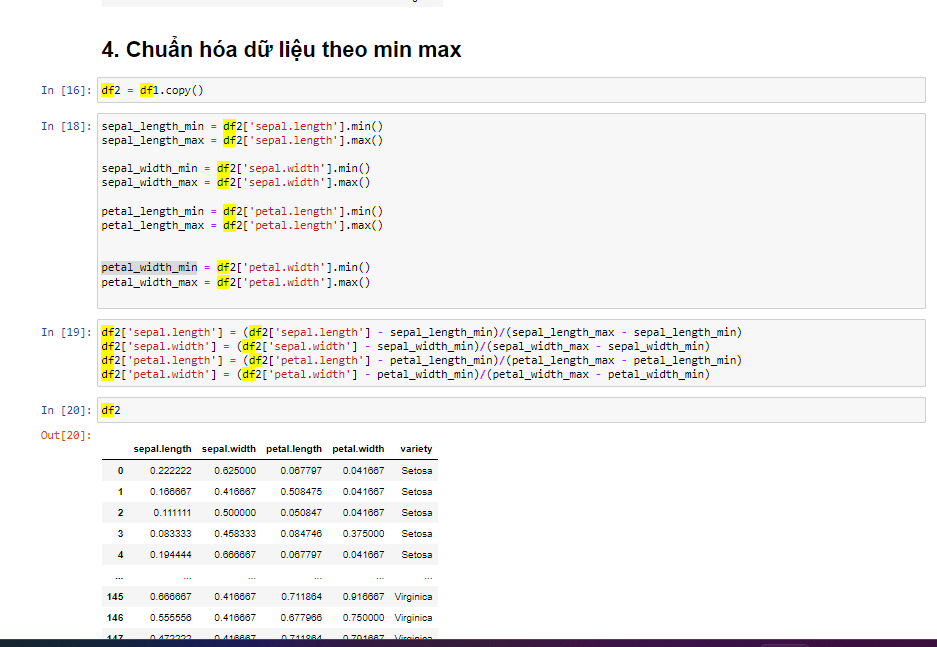 4. Chuẩn hóa dữ liệu theo min max
In [16]: df2 = df1.copy()
In [18]: sepal_length_min = df2['sepal.length'].min()
sepal_length_max = df2['sepal.length'].max()
sepal_width_min = df2['sepal.width'].min()
sepal_width_max = df2['sepal.width'].max()
petal_length_min = df2['petal.length'].min()
petal_length_max = df2['petal.length'].max()
petal_width_min = df2['petal.width'].min()
petal_width_max = df2['petal.width'].max()
In [19]: df2['sepal.length'] = (df2['sepal.length'] - sepal_length_min)/(sepal_length_max - sepal_length_min)
df2['sepal.width'] = (df2['sepal.width'] - sepal_width_min)/(sepal_width_max - sepal_width_min)
df2['petal.length'] = (df2['petal.length'] - petal_length_min)/(petal_length_max - petal_length_min)
df2['petal.width'] = (df2['petal.width'] - petal_width_min)/(petal_width_max - petal_width_min)
In [20]: df2
Out[20]:
sepal.length sepal.width petal.length petal.width variety
0 0.222222 0.625000 0.067797 0.041667 Setosa
1 0.166667 0.416667 0.508475 0.041667 Setosa
2 0.111111 0.500000 0.050847 0.041667 Setosa
3 0.083333 0.458333 0.084746 0.375000 Setosa
4 0.194444 0.666667 0.067797 0.041667 Setosa
... ... ... ... ... ...
145 0.666667 0.416667 0.711864 0.916667 Virginica
146 0.555556 0.416667 0.677966 0.750000 Virginica
147 0.472222 0.416667 0.711864 0.791667 Virginica